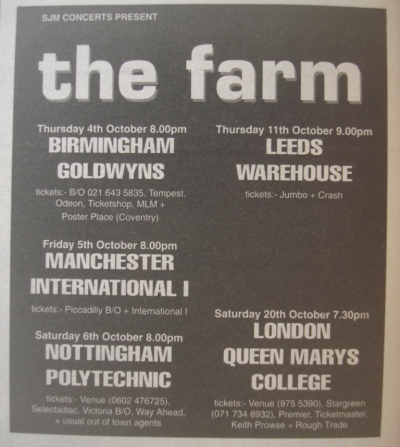 SJM CONCERTS PRESENT
the farm
Thursday 4th October 8.00pm
BIRMINGHAM
GOLDWYNS
tickets:- B/O 021 643 5835, Tempest,
Odeon, Ticketshop, MLM +
Poster Place (Coventry)
Friday 5th October 8.00pm
MANCHESTER
INTERNATIONAL I
tickets:- Piccadilly B/O + International I
Saturday 6th October 8.00pm
NOTTINGHAM
POLYTECHNIC
tickets:- Venue (0602 476725),
Selectadisc, Victoria B/O, Way Ahead,
+ usual out of town agents
Thursday 11th October 9.00pm
LEEDS
WAREHOUSE
tickets:- Jumbo + Crash
Saturday 20th October 7.30pm
LONDON
QUEEN MARYS
COLLEGE
tickets:- Venue (975 5390), Stargreen
(071 734 8932), Premier, Ticketmaster,
Keith Prowse + Rough Trade